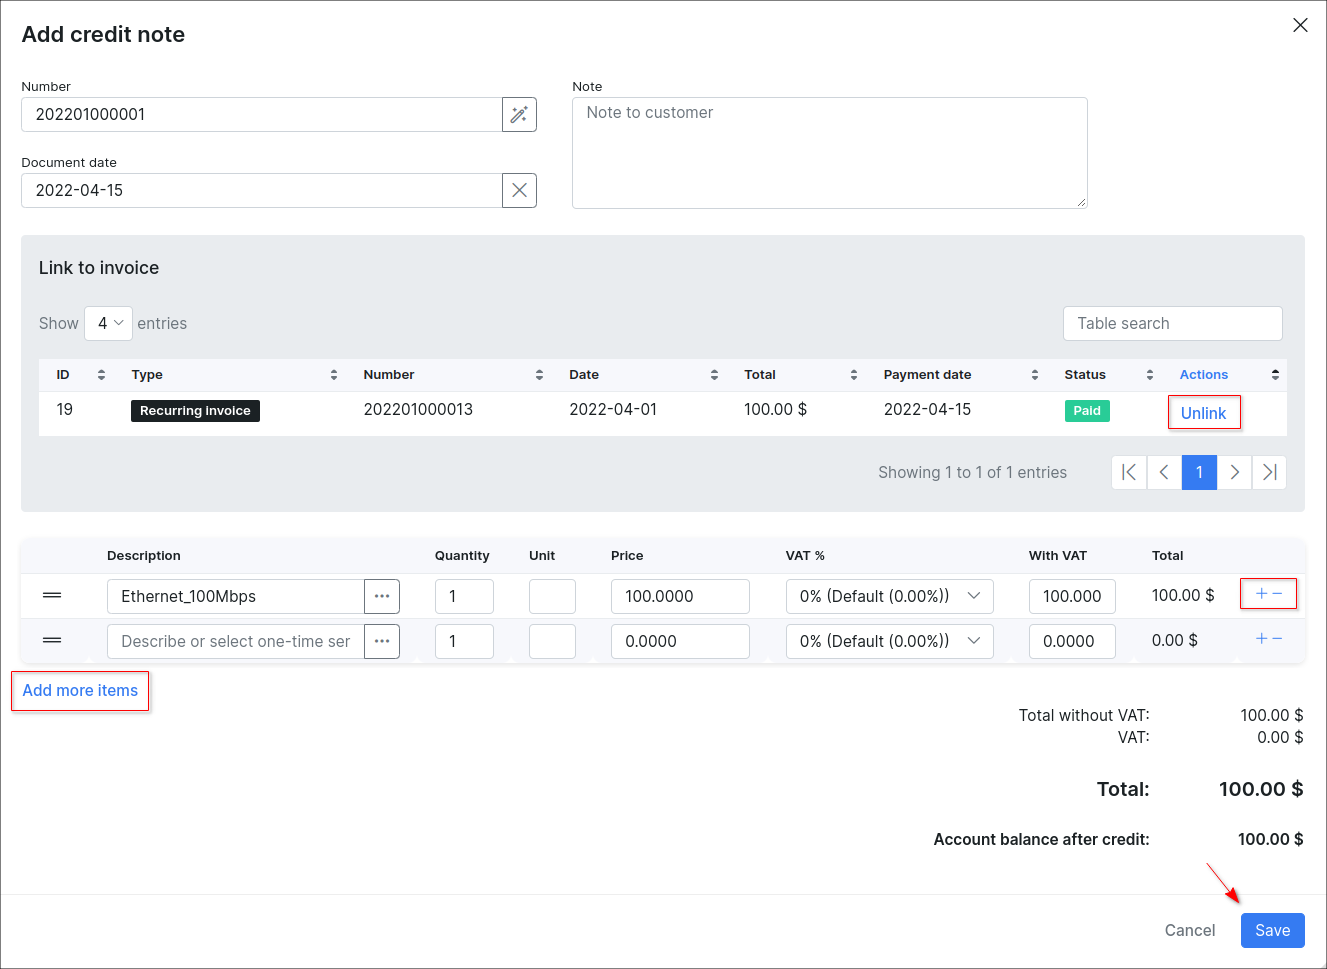 Add credit note
Number
Note
202201000001
Note to customer
Document date
2022-04-15
Link to invoice
Show 4 entries
Table search
ID Type Number Date Total Payment date Status Actions
19 Recurring invoice 202201000013 2022-04-01 100.00 $ 2022-04-15 Paid Unlink
Showing 1 to 1 of 1 entries 1
Description Quantity Unit Price VAT % With VAT Total
Ethernet_100Mbps ··· 1 100.0000 0% (Default (0.00%)) 100.000 100.00 $ + −
Describe or select one-time ser ··· 1 0.0000 0% (Default (0.00%)) 0.0000 0.00 $ + −
Add more items
Total without VAT: 100.00 $
VAT: 0.00 $
Total: 100.00 $
Account balance after credit: 100.00 $
Cancel Save